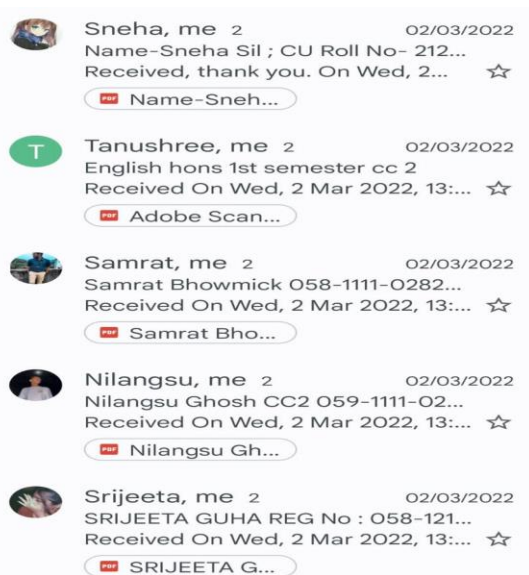 Sneha, me 2 02/03/2022
Name-Sneha Sil ; CU Roll No- 212...
Received, thank you. On Wed, 2...
PDF Name-Sneh...
T Tanushree, me 2 02/03/2022
English hons 1st semester cc 2
Received On Wed, 2 Mar 2022, 13:...
PDF Adobe Scan...
Samrat, me 2 02/03/2022
Samrat Bhowmick 058-1111-0282...
Received On Wed, 2 Mar 2022, 13:...
PDF Samrat Bho...
Nilangsu, me 2 02/03/2022
Nilangsu Ghosh CC2 059-1111-02...
Received On Wed, 2 Mar 2022, 13:...
PDF Nilangsu Gh...
Srijeeta, me 2 02/03/2022
SRIJEETA GUHA REG No : 058-121...
Received On Wed, 2 Mar 2022, 13:...
PDF SRIJEETA G...